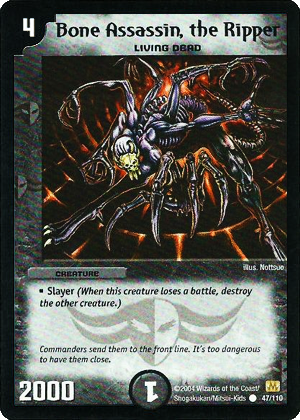 4
Bone Assassin, the Ripper
LIVING DEAD
illus. Nottsuo
CREATURE
▪ Slayer (When this creature loses a battle, destroy
the other creature.)
Commanders send them to the front line. It's too dangerous
to have them close.
2000
1
©2004 Wizards of the Coast/
Shogakukan/Mitsui-Kids ● 47/110